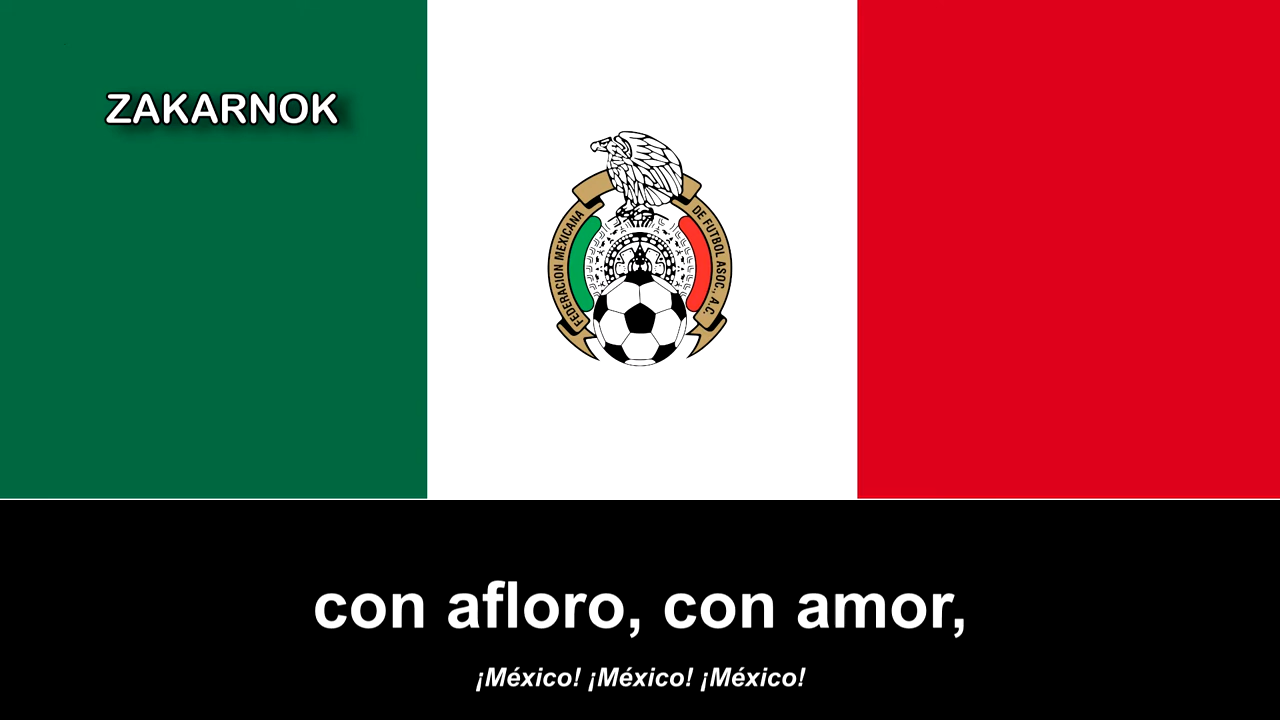 ZAKARNOK
FEDERACION MEXICANA
DE FUTBOL ASOC., A.C.
con afloro, con amor,
¡México! ¡México! ¡México!